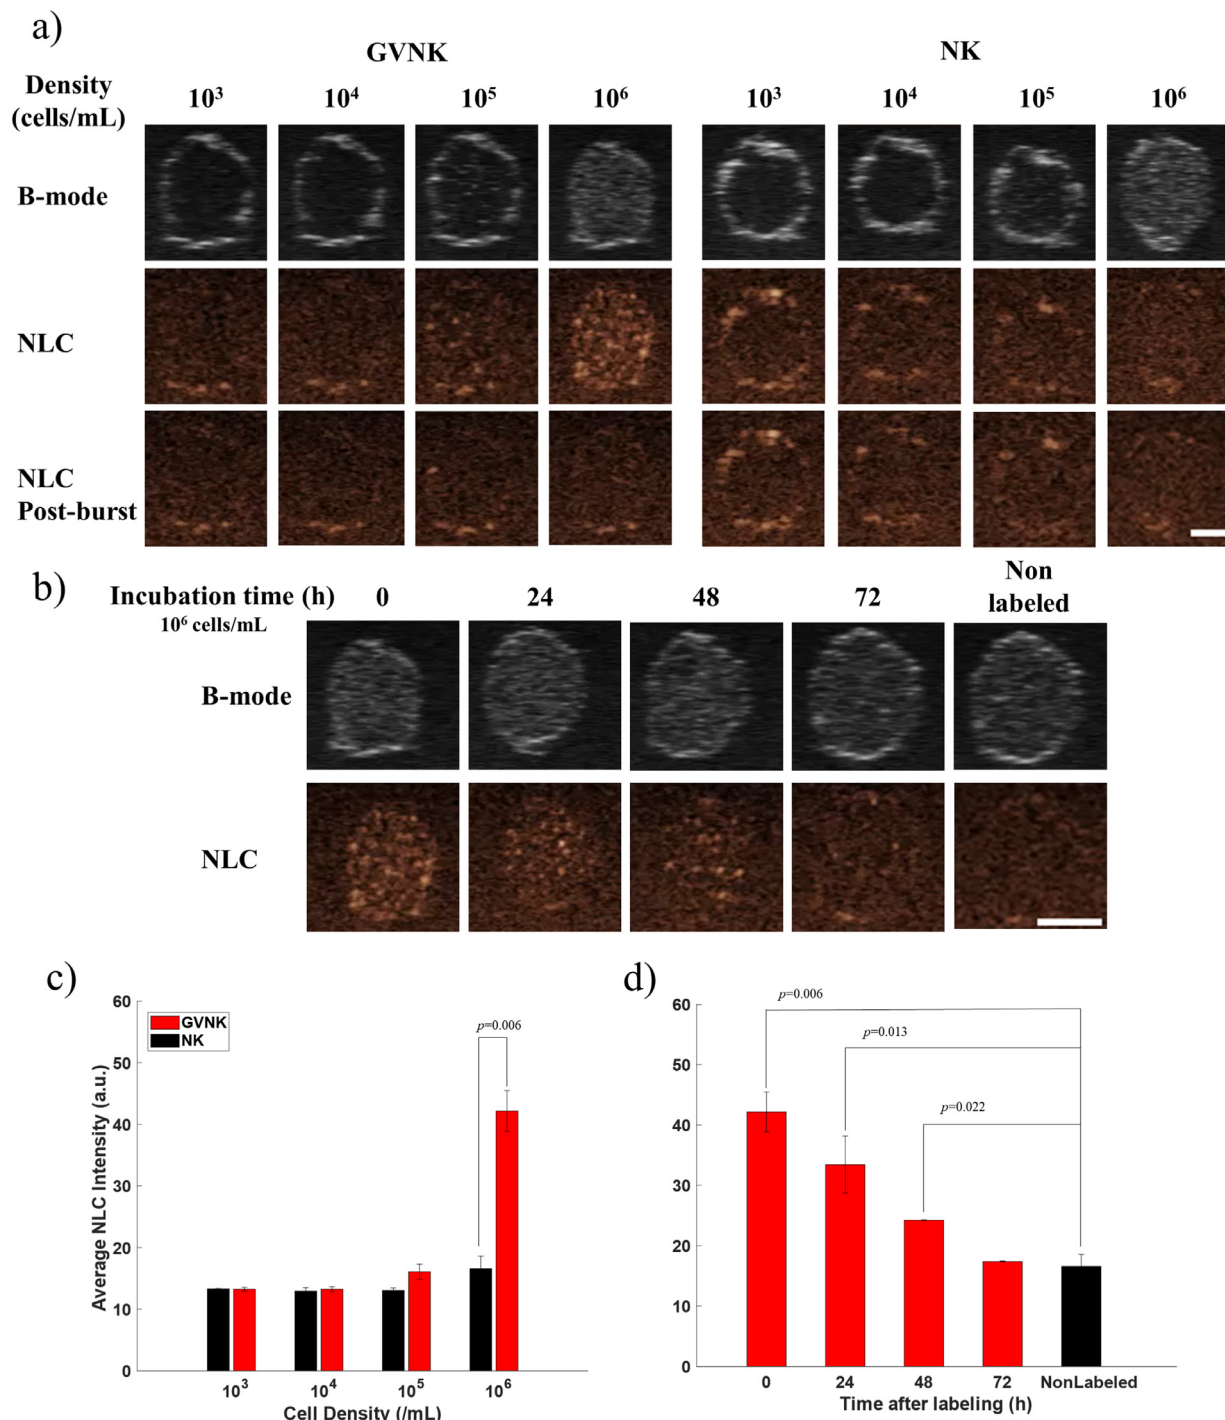 a)
GVNK NK
Density
(cells/mL)
10³ 10⁴ 10⁵ 10⁶ 10³ 10⁴ 10⁵ 10⁶
B-mode
NLC
NLC
Post-burst
b)
Incubation time (h) 0 24 48 72 Non
labeled
10⁶ cells/mL
B-mode
NLC
c)
60
50
40
30
20
10
0
Average NLC Intensity (a.u.)
GVNK
NK
p=0.006
10³ 10⁴ 10⁵ 10⁶
Cell Density (/mL)
d)
60
50
40
30
20
10
0
p=0.006
p=0.013
p=0.022
0 24 48 72 NonLabeled
Time after labeling (h)